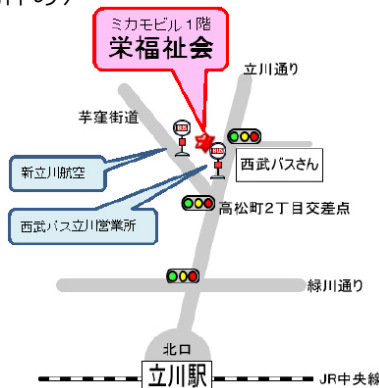 ミカモビル1階
栄福祉会
立川通り
芋窪街道
BUS
BUS
新立川航空
西武バスさん
西武バス立川営業所
高松町2丁目交差点
緑川通り
北口
立川駅
JR中央線